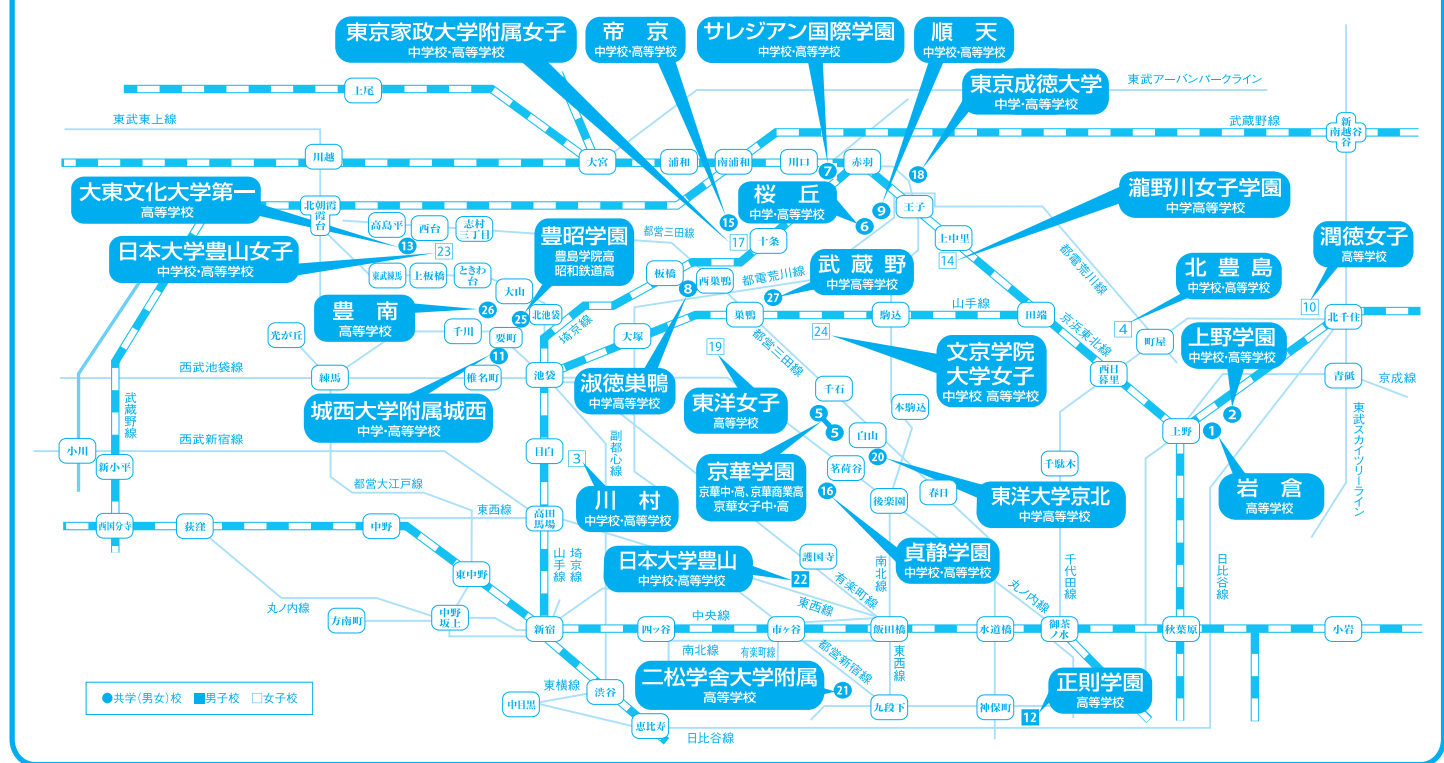 東京家政大学附属女子
中学校・高等学校
帝 京
中学校・高等学校
サレジアン国際学園
中学校・高等学校
順 天
中学校・高等学校
東京成徳大学
中学・高等学校
東武アーバンパークライン
上尾
東武東上線
武蔵野線
新越谷
南越谷
川越
大宮
浦和
南浦和
川口
7
赤羽
18
大東文化大学第一
高等学校
桜 丘
中学・高等学校
瀧野川女子学園
中学校・高等学校
北朝霞
朝霞台
高島平
西台
志村
三丁目
都営三田線
15
17
十条
6
9
王子
上中里
14
都電荒川線
13
23
日本大学豊山女子
中学校・高等学校
豊昭学園
豊島学院高
昭和鉄道高
潤徳女子
高等学校
10
北千住
東武練馬
上板橋
ときわ
台
大山
板橋
西巣鴨
8
都電荒川線
武蔵野
中学高等学校
27
北豊島
中学校・高等学校
4
町屋
豊 南
高等学校
26
25
北池袋
埼京線
光が丘
千川
要町
11
大塚
巣鴨
24
駒込
山手線
田端
京浜東北線
上野学園
中学校・高等学校
2
都営三田線
19
文京学院
大学女子
中学校 高等学校
西日
暮里
青砥
京成線
西武池袋線
練馬
椎名町
池袋
淑徳巣鴨
中学高等学校
東洋女子
高等学校
千石
本駒込
武蔵野線
城西大学附属城西
中学・高等学校
5
5
白山
20
上野
1
東武スカイツリーライン
小川
新小平
西武新宿線
目白
3
副都心線
京華学園
京華中・高、京華商業高
京華女子中・高
茗荷谷
16
後楽園
春日
千駄木
東洋大学京北
中学高等学校
岩 倉
高等学校
都営大江戸線
川 村
中学校・高等学校
西国分寺
荻窪
中野
東西線
高田
馬場
山手線
埼京線
日本大学豊山
中学校・高等学校
22
護国寺
有楽町線
南北線
貞静学園
中学校・高等学校
千代田線
日比谷線
東中野
丸ノ内線
方南町
中野
坂上
新宿
中央線
東西線
丸ノ内線
四ッ谷
市ヶ谷
飯田橋
水道橋
御茶
ノ水
秋葉原
小岩
南北線
有楽町線
都営新宿線
東西線
二松学舎大学附属
高等学校
21
正則学園
高等学校
12
●共学(男女)校 ■男子校 □女子校
東横線
中目黒
渋谷
恵比寿
日比谷線
九段下
神保町